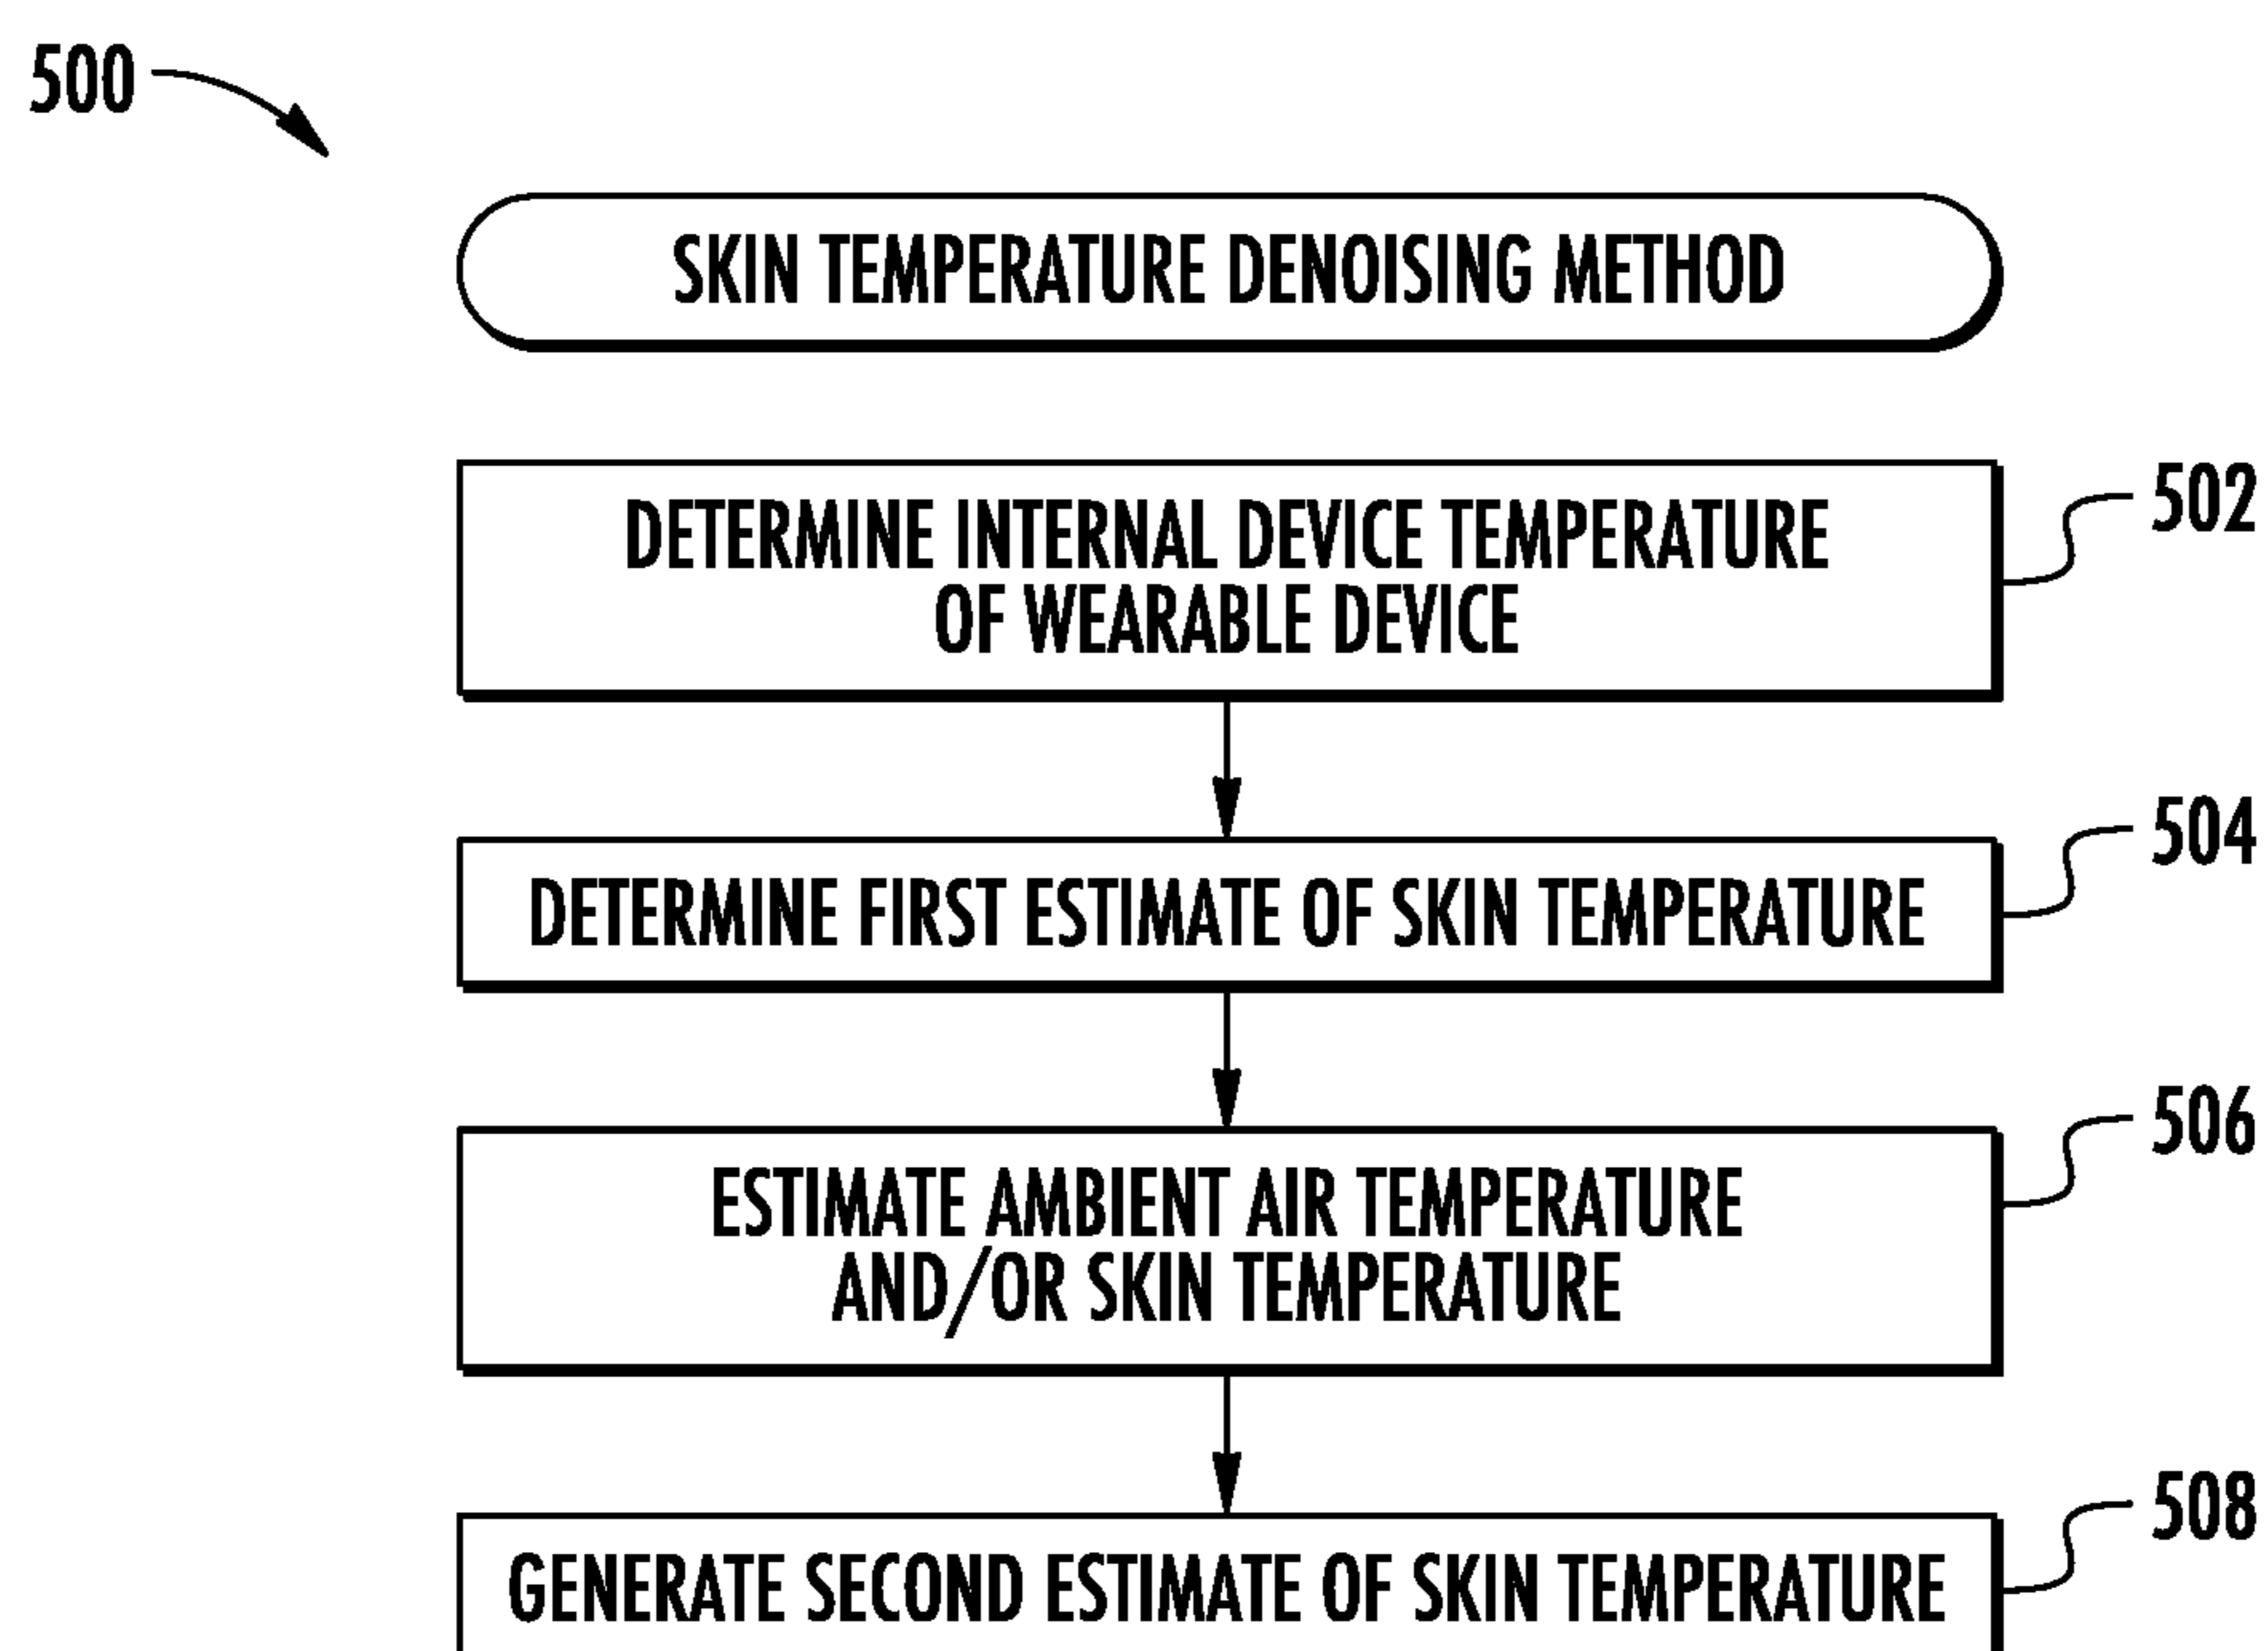 500
SKIN TEMPERATURE DENOISING METHOD
DETERMINE INTERNAL DEVICE TEMPERATURE
OF WEARABLE DEVICE
502
DETERMINE FIRST ESTIMATE OF SKIN TEMPERATURE
504
ESTIMATE AMBIENT AIR TEMPERATURE
AND/OR SKIN TEMPERATURE
506
GENERATE SECOND ESTIMATE OF SKIN TEMPERATURE
508